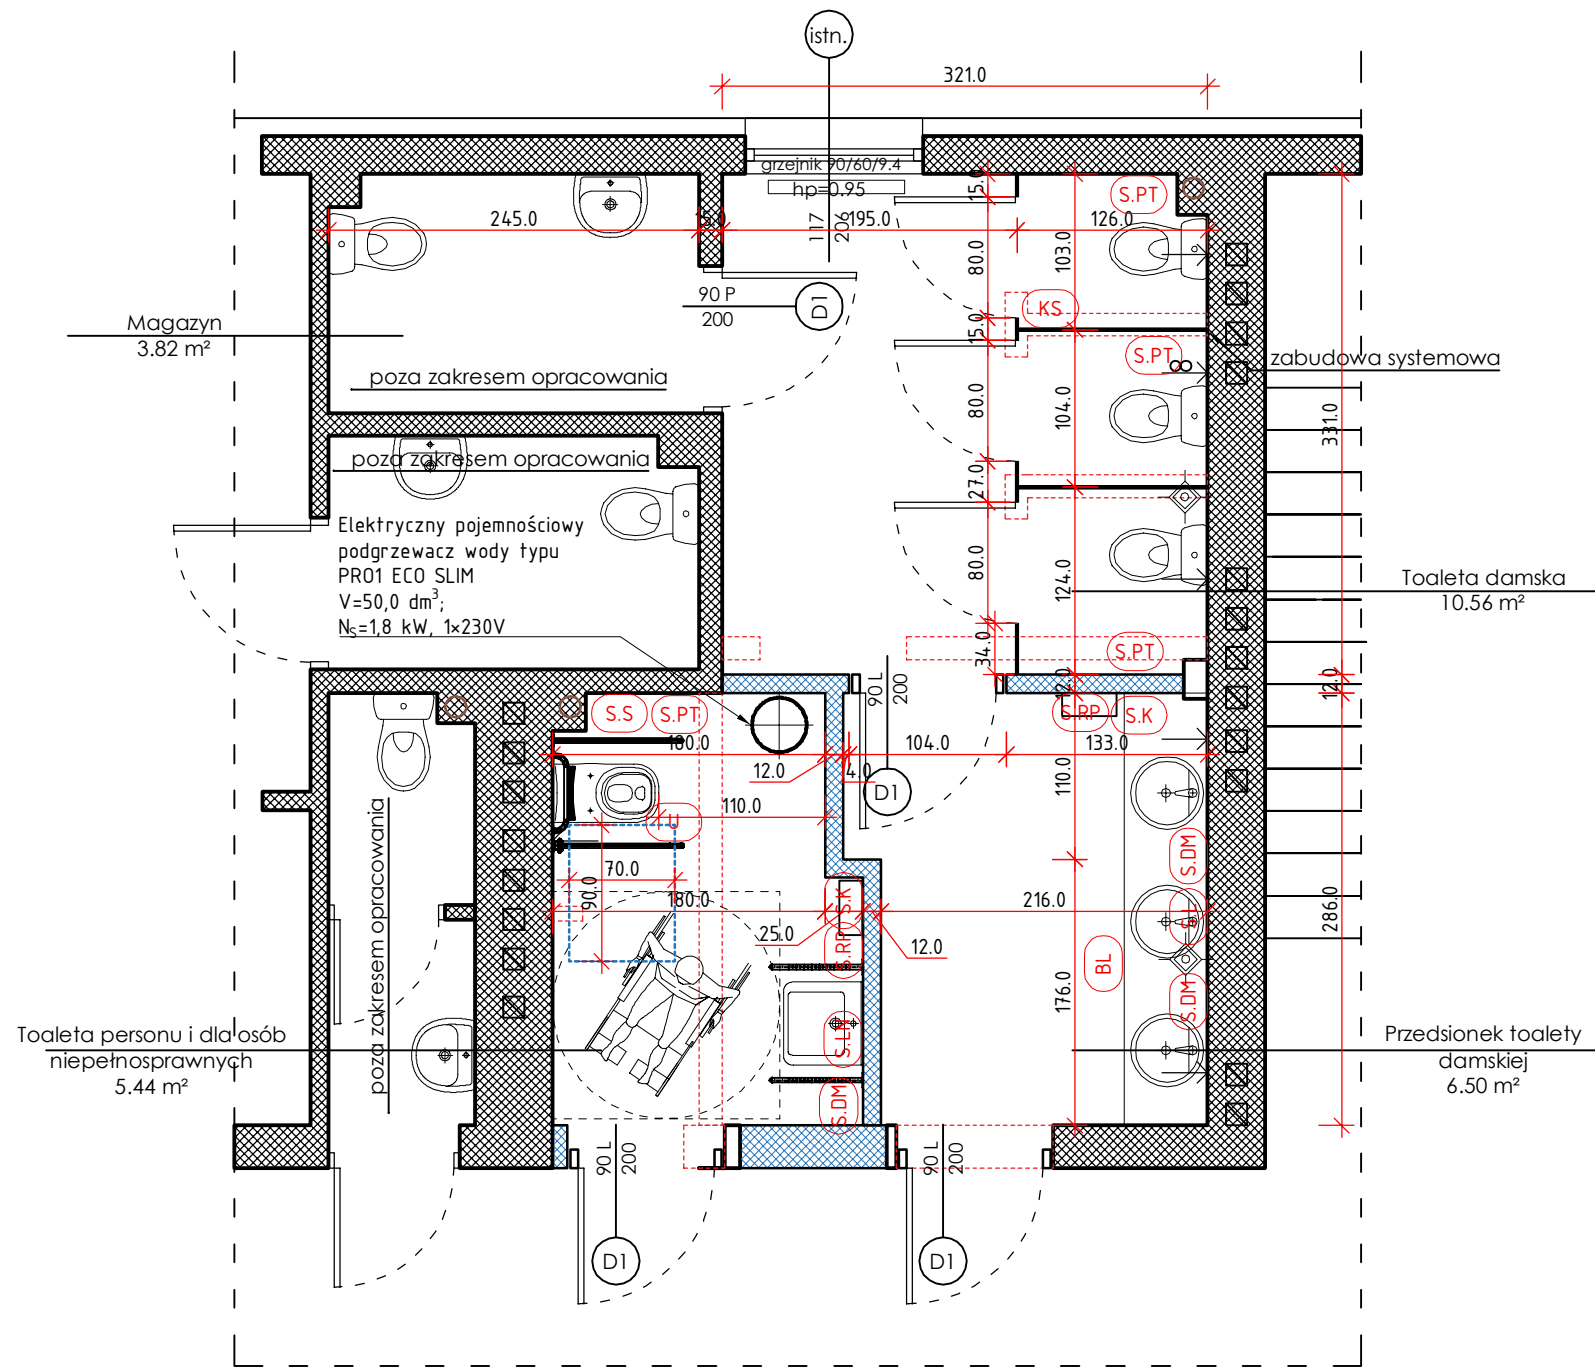 istn.
321.0
grzejnik 90/60/9.4
hp=0.95
117
206
15.0
S.PT
245.0
15.0
195.0
126.0
80.0
103.0
90 P
200
D1
KS
Magazyn
3.82 m²
15.0
S.PT
zabudowa systemowa
poza zakresem opracowania
80.0
104.0
331.0
poza zakresem opracowania
27.0
Elektryczny pojemnościowy
podgrzewacz wody typu
PRO1 ECO SLIM
V=50,0 dm³;
NS=1,8 kW, 1×230V
80.0
124.0
Toaleta damska
10.56 m²
34.0
S.PT
90 L
200
12.0
12.0
S.S
S.PT
S.RP
S.K
180.0
104.0
133.0
12.0
4.0
110.0
D1
110.0
U
S.DM
poza zakresem opracowania
70.0
90.0
180.0
S.K
216.0
S.L
286.0
25.0
S.RP
12.0
BL
176.0
S.DM
Toaleta personu i dla osób
niepełnosprawnych
5.44 m²
S.LM
Przedsionek toalety
damskiej
6.50 m²
S.DM
90 L
200
90 L
200
D1
D1